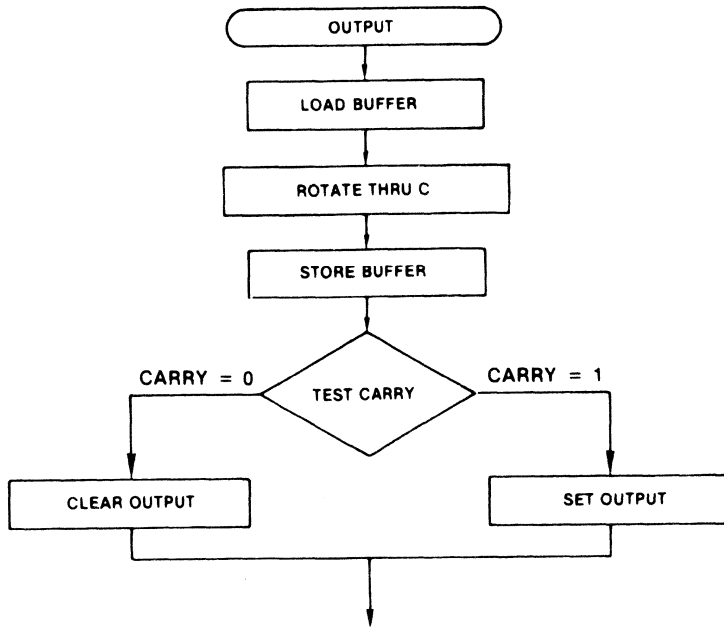 OUTPUT
LOAD BUFFER
ROTATE THRU C
STORE BUFFER
TEST CARRY
CARRY = 0
CARRY = 1
CLEAR OUTPUT
SET OUTPUT